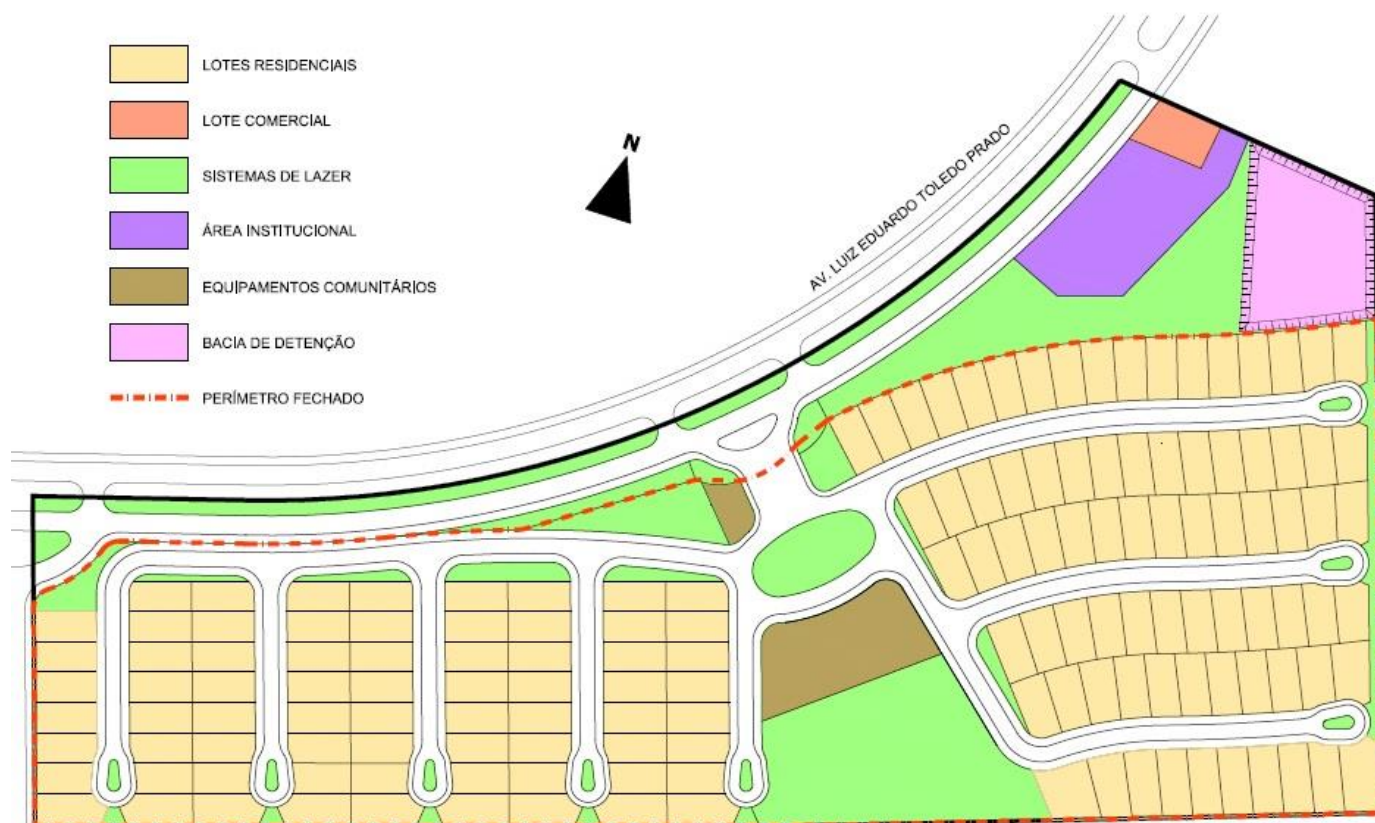 LOTES RESIDENCIAIS
LOTE COMERCIAL
SISTEMAS DE LAZER
ÁREA INSTITUCIONAL
EQUIPAMENTOS COMUNITÁRIOS
BACIA DE DETENÇÃO
PERÍMETRO FECHADO
N
AV. LUIZ EDUARDO TOLEDO PRADO